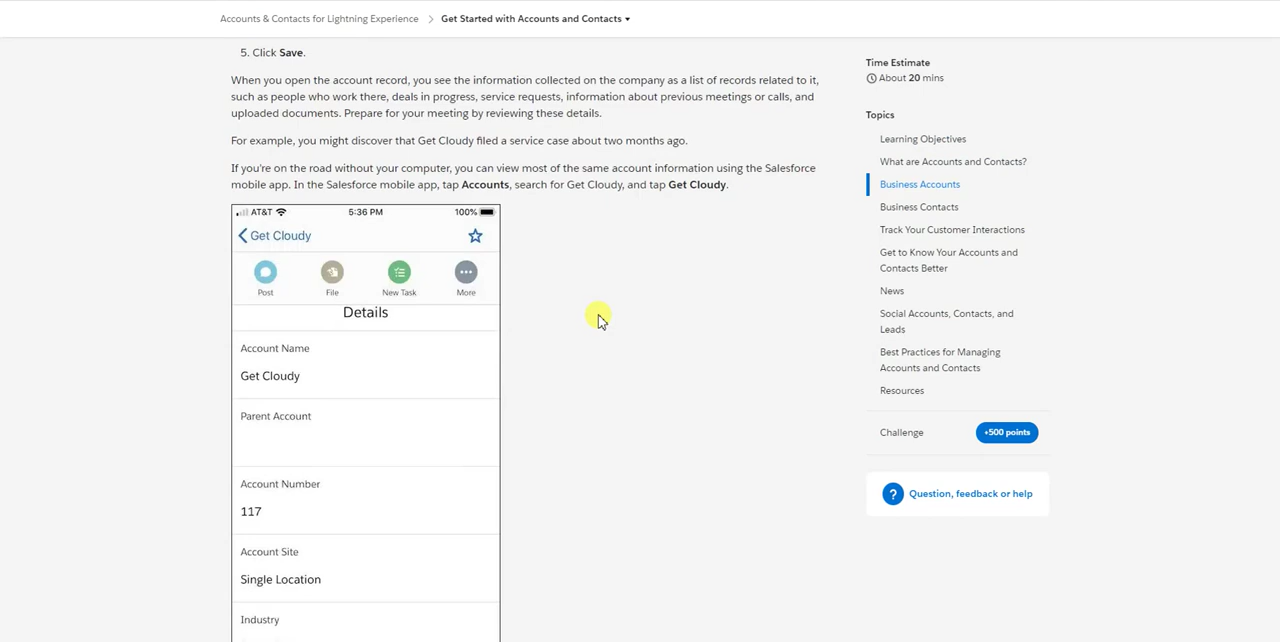 Accounts & Contacts for Lightning Experience > Get Started with Accounts and Contacts
5. Click Save.
When you open the account record, you see the information collected on the company as a list of records related to it,
such as people who work there, deals in progress, service requests, information about previous meetings or calls, and
uploaded documents. Prepare for your meeting by reviewing these details.
For example, you might discover that Get Cloudy filed a service case about two months ago.
If you're on the road without your computer, you can view most of the same account information using the Salesforce
mobile app. In the Salesforce mobile app, tap Accounts, search for Get Cloudy, and tap Get Cloudy.
AT&T 5:36 PM 100%
Get Cloudy
Post File New Task More
Details
Account Name
Get Cloudy
Parent Account
Account Number
117
Account Site
Single Location
Industry
Time Estimate
About 20 mins
Topics
Learning Objectives
What are Accounts and Contacts?
Business Accounts
Business Contacts
Track Your Customer Interactions
Get to Know Your Accounts and
Contacts Better
News
Social Accounts, Contacts, and
Leads
Best Practices for Managing
Accounts and Contacts
Resources
Challenge +500 points
? Question, feedback or help